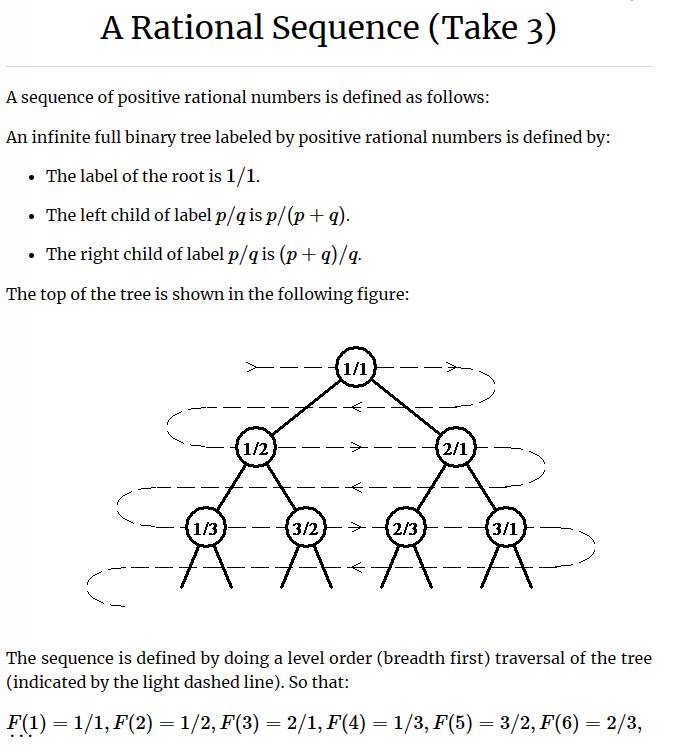 A Rational Sequence (Take 3)
A sequence of positive rational numbers is defined as follows:
An infinite full binary tree labeled by positive rational numbers is defined by:
• The label of the root is 1/1.
• The left child of label p/q is p/(p + q).
• The right child of label p/q is (p + q)/q.
The top of the tree is shown in the following figure:
1/1
1/2 2/1
1/3 3/2 2/3 3/1
The sequence is defined by doing a level order (breadth first) traversal of the tree
(indicated by the light dashed line). So that:
F(1) = 1/1, F(2) = 1/2, F(3) = 2/1, F(4) = 1/3, F(5) = 3/2, F(6) = 2/3,
...